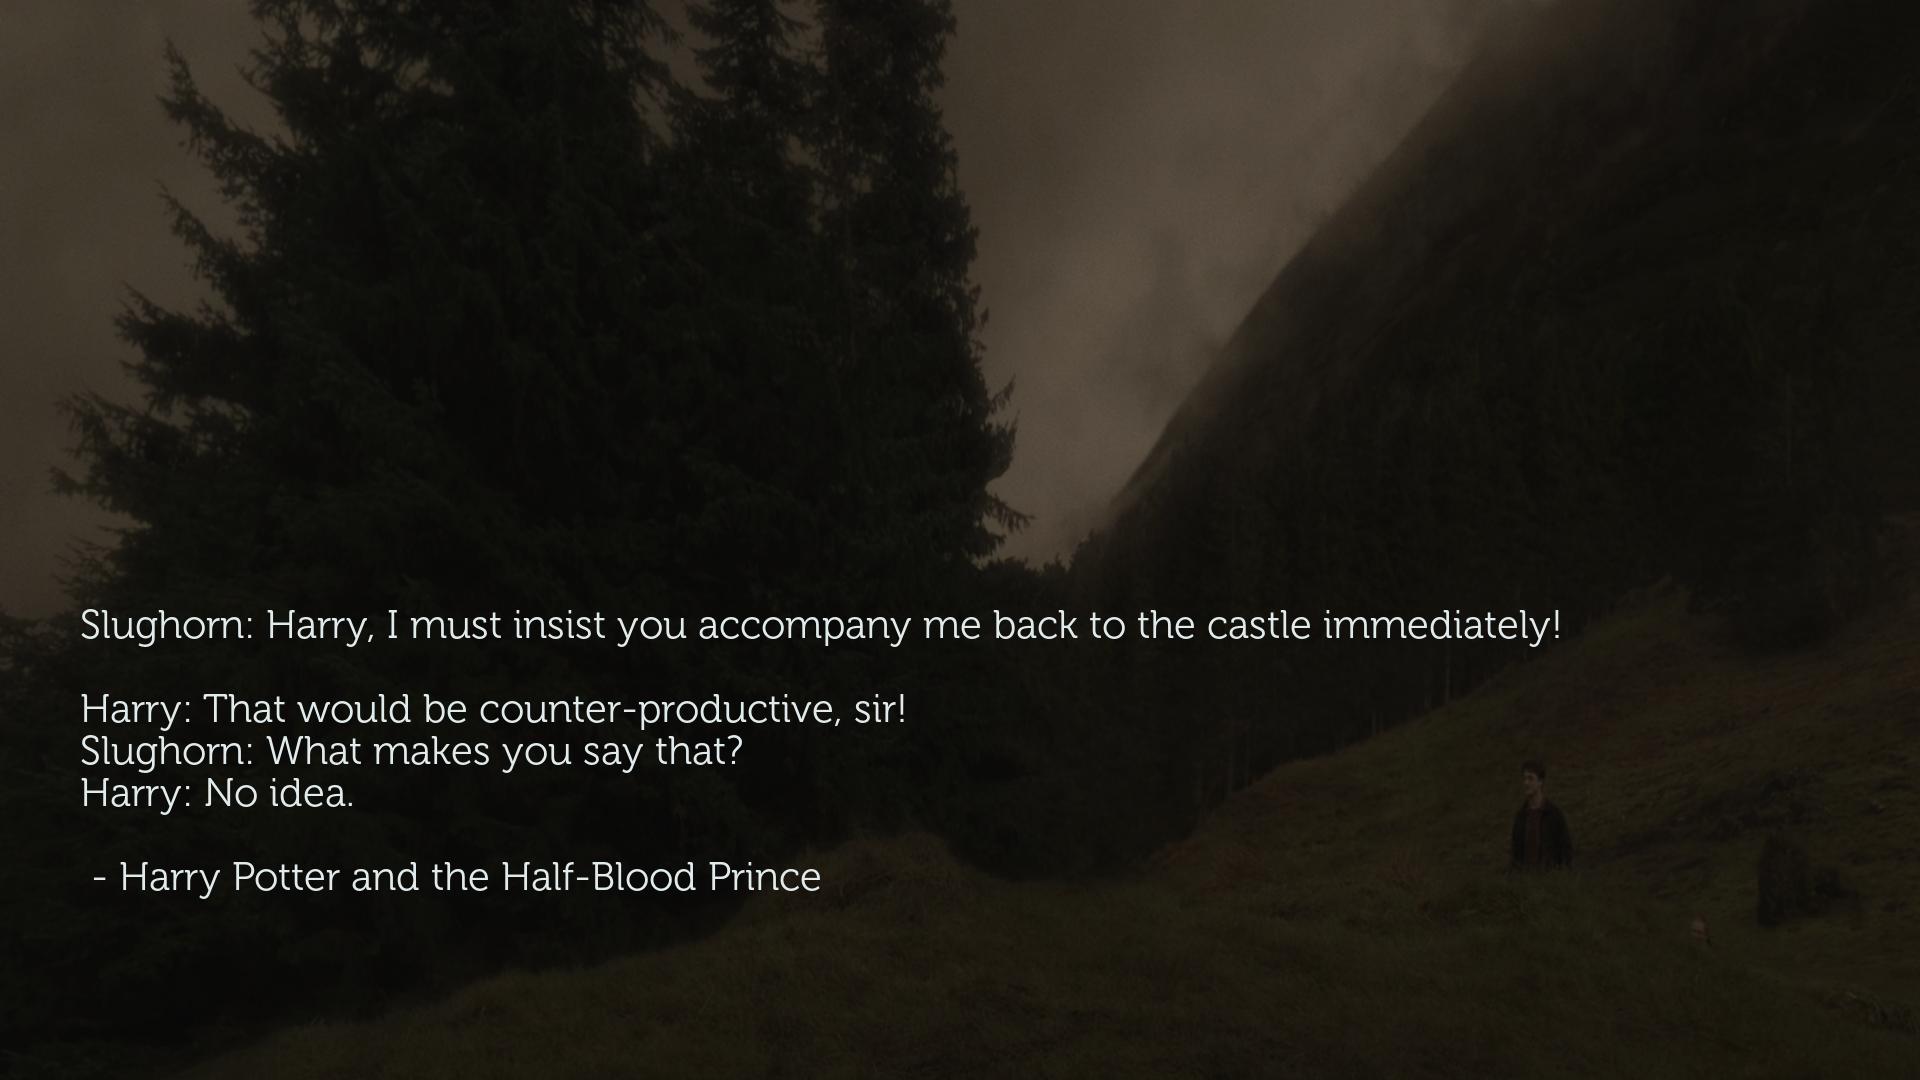 Slughorn: Harry, I must insist you accompany me back to the castle immediately!
Harry: That would be counter-productive, sir!
Slughorn: What makes you say that?
Harry: No idea.
- Harry Potter and the Half-Blood Prince